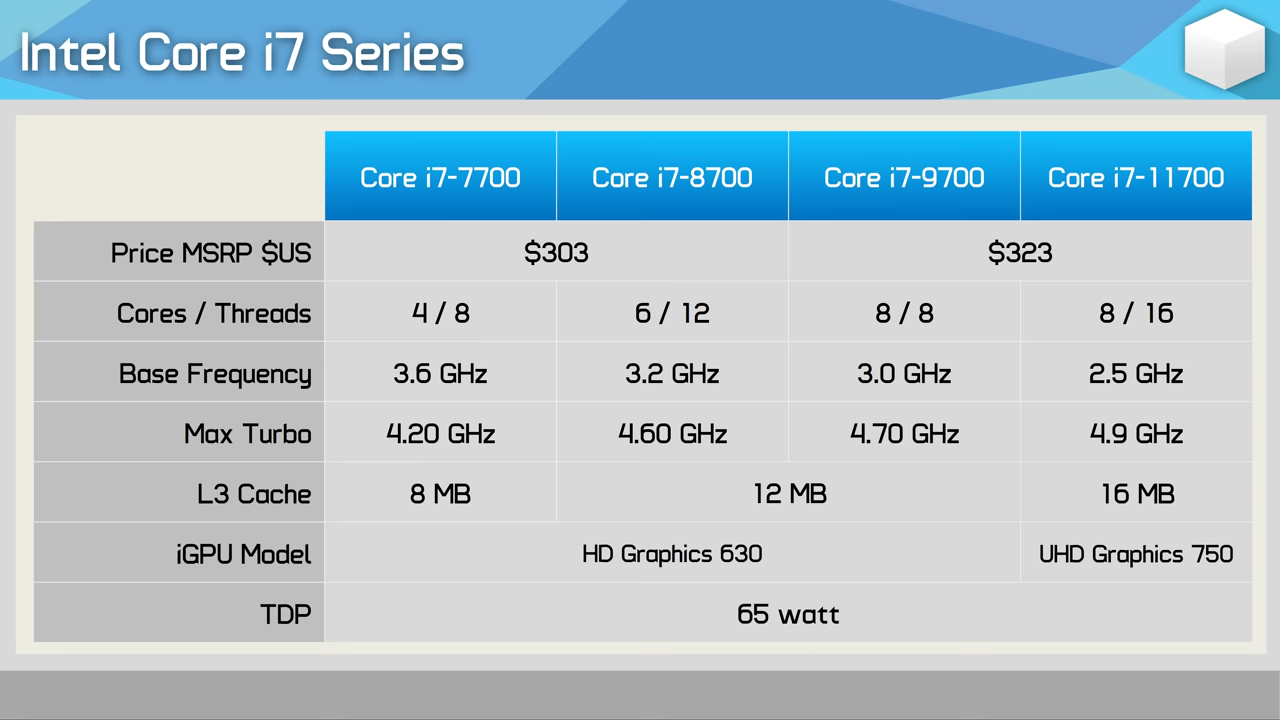 Intel Core i7 Series
Core i7-7700 Core i7-8700 Core i7-9700 Core i7-11700
Price MSRP $US $303 $323
Cores / Threads 4 / 8 6 / 12 8 / 8 8 / 16
Base Frequency 3.6 GHz 3.2 GHz 3.0 GHz 2.5 GHz
Max Turbo 4.20 GHz 4.60 GHz 4.70 GHz 4.9 GHz
L3 Cache 8 MB 12 MB 16 MB
iGPU Model HD Graphics 630 UHD Graphics 750
TDP 65 watt